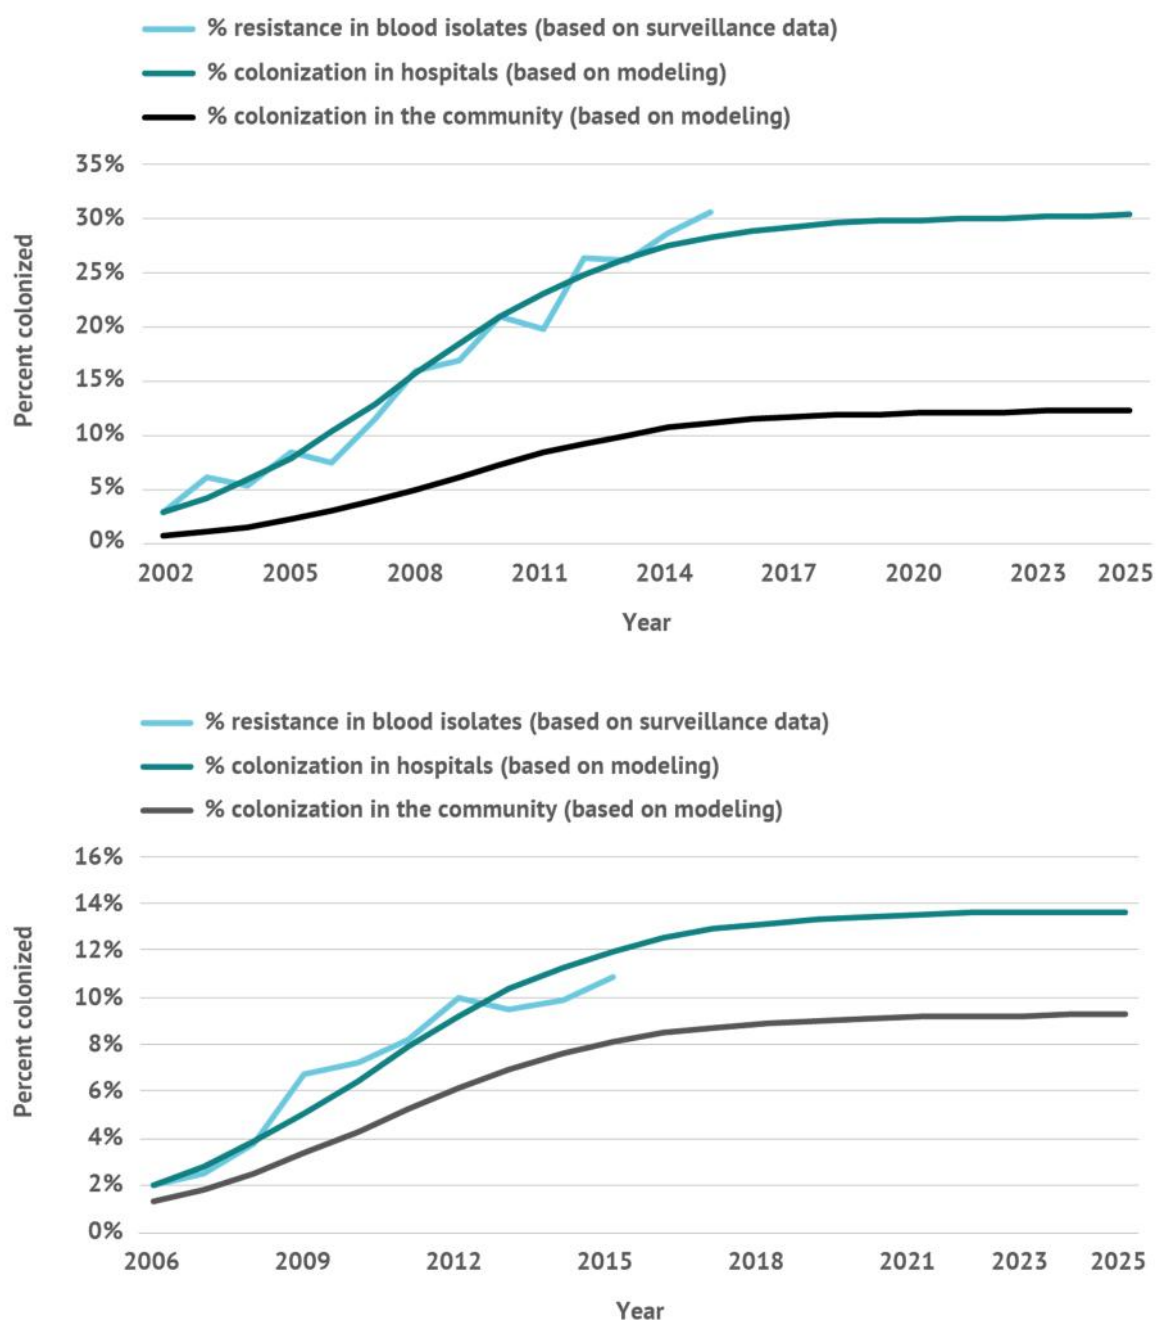 % resistance in blood isolates (based on surveillance data)
% colonization in hospitals (based on modeling)
% colonization in the community (based on modeling)
35%
30%
25%
20%
15%
10%
5%
0%
Percent colonized
2002 2005 2008 2011 2014 2017 2020 2023 2025
Year
% resistance in blood isolates (based on surveillance data)
% colonization in hospitals (based on modeling)
% colonization in the community (based on modeling)
16%
14%
12%
10%
8%
6%
4%
2%
0%
Percent colonized
2006 2009 2012 2015 2018 2021 2023 2025
Year